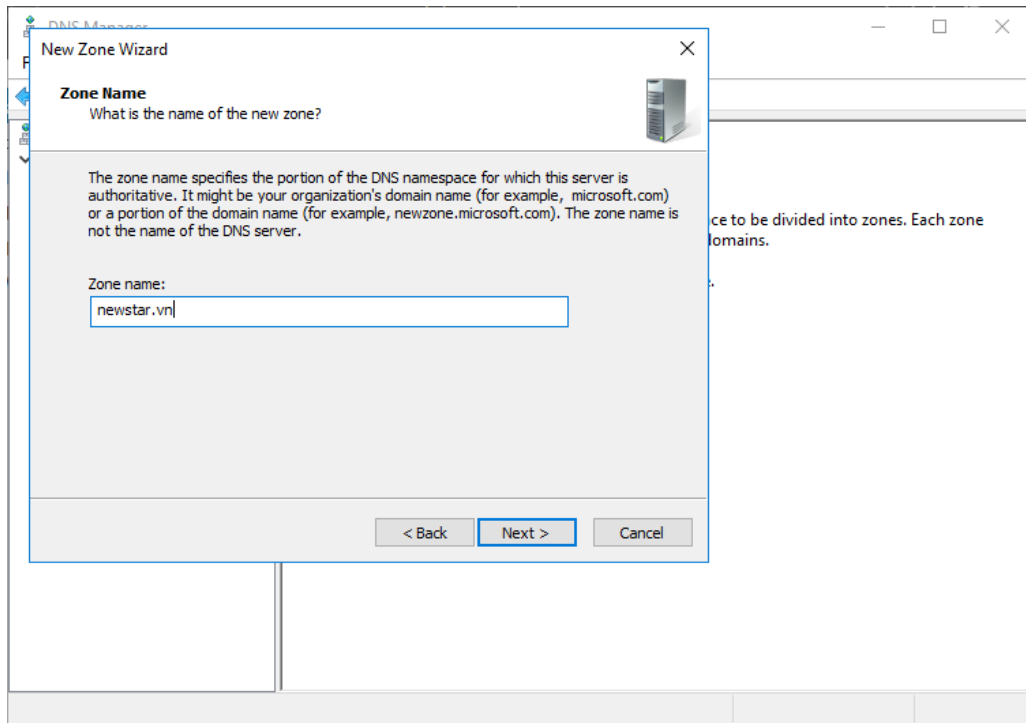 DNS Manager
New Zone Wizard
F
Zone Name
What is the name of the new zone?
The zone name specifies the portion of the DNS namespace for which this server is
authoritative. It might be your organization's domain name (for example, microsoft.com)
or a portion of the domain name (for example, newzone.microsoft.com). The zone name is
not the name of the DNS server.
ce to be divided into zones. Each zone
domains.
Zone name:
newstar.vn
< Back
Next >
Cancel